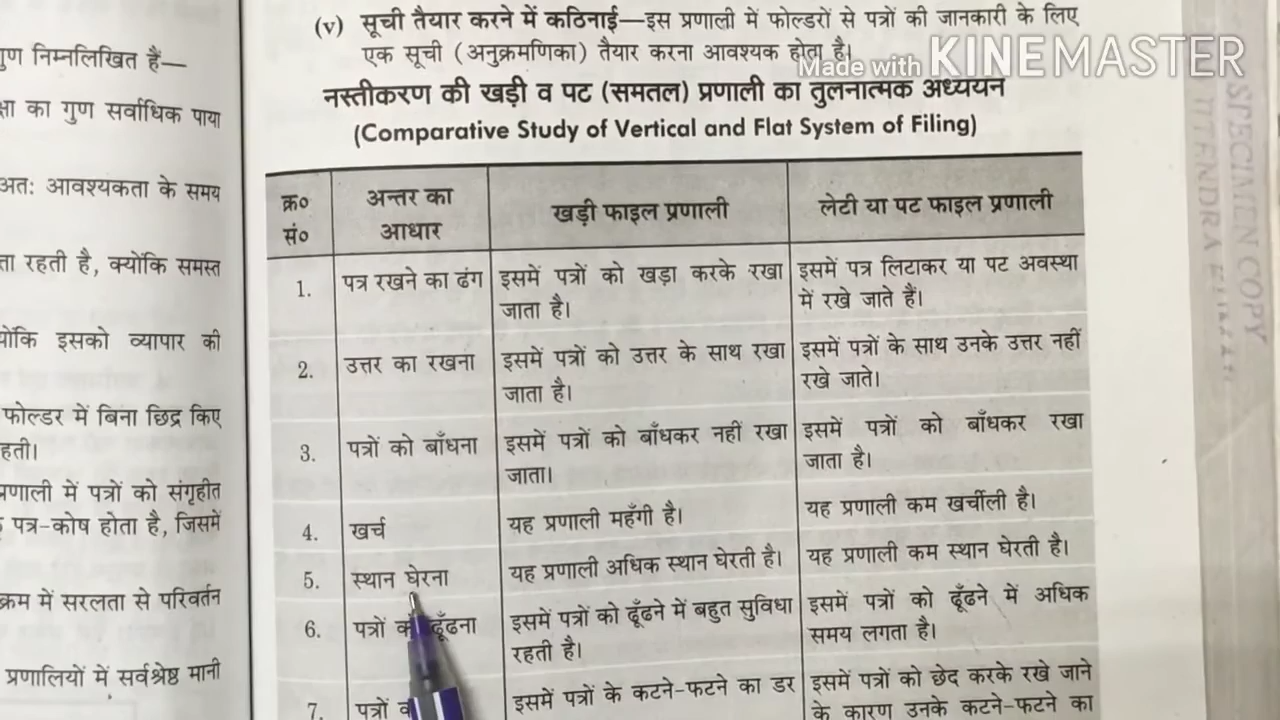 गुण निम्नलिखित हैं—
क्षा का गुण सर्वाधिक पाया
अतः आवश्यकता के समय
ता रहती है, क्योंकि समस्त
योंकि इसको व्यापार की
फोल्डर में बिना छिद्र किए
हती।
प्रणाली में पत्रों को संगृहीत
पत्र-कोष होता है, जिसमें
क्रम में सरलता से परिवर्तन
प्रणालियों में सर्वश्रेष्ठ मानी
(v) सूची तैयार करने में कठिनाई—इस प्रणाली में फोल्डरों से पत्रों की जानकारी के लिए
एक सूची (अनुक्रमणिका) तैयार करना आवश्यक होता है।
Made with KINEMASTER
नस्तीकरण की खड़ी व पट (समतल) प्रणाली का तुलनात्मक अध्ययन
(Comparative Study of Vertical and Flat System of Filing)
क्र० सं० अन्तर का आधार खड़ी फाइल प्रणाली लेटी या पट फाइल प्रणाली
1. पत्र रखने का ढंग इसमें पत्रों को खड़ा करके रखा जाता है। इसमें पत्र लिटाकर या पट अवस्था में रखे जाते हैं।
2. उत्तर का रखना इसमें पत्रों को उत्तर के साथ रखा जाता है। इसमें पत्रों के साथ उनके उत्तर नहीं रखे जाते।
3. पत्रों को बाँधना इसमें पत्रों को बाँधकर नहीं रखा जाता। इसमें पत्रों को बाँधकर रखा जाता है।
4. खर्च यह प्रणाली महँगी है। यह प्रणाली कम खर्चीली है।
5. स्थान घेरना यह प्रणाली अधिक स्थान घेरती है। यह प्रणाली कम स्थान घेरती है।
6. पत्रों को ढूँढना इसमें पत्रों को ढूँढने में बहुत सुविधा रहती है। इसमें पत्रों को ढूँढने में अधिक समय लगता है।
7. पत्रों इसमें पत्रों के कटने-फटने का डर इसमें पत्रों को छेद करके रखे जाने के कारण उनके कटने-फटने का
SPECIMEN COPY